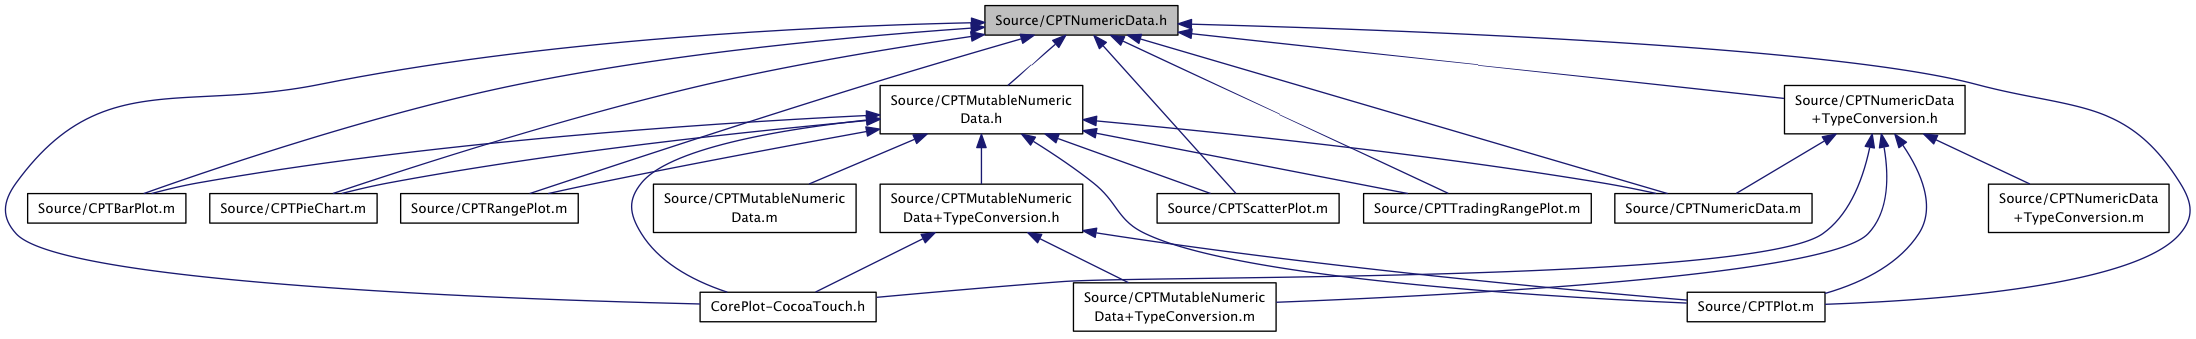 Source/CPTNumericData.h
Source/CPTMutableNumeric
Data.h
Source/CPTNumericData
+TypeConversion.h
Source/CPTBarPlot.m
Source/CPTPieChart.m
Source/CPTRangePlot.m
Source/CPTMutableNumeric
Data.m
Source/CPTMutableNumeric
Data+TypeConversion.h
Source/CPTScatterPlot.m
Source/CPTTradingRangePlot.m
Source/CPTNumericData.m
Source/CPTNumericData
+TypeConversion.m
CorePlot-CocoaTouch.h
Source/CPTMutableNumeric
Data+TypeConversion.m
Source/CPTPlot.m